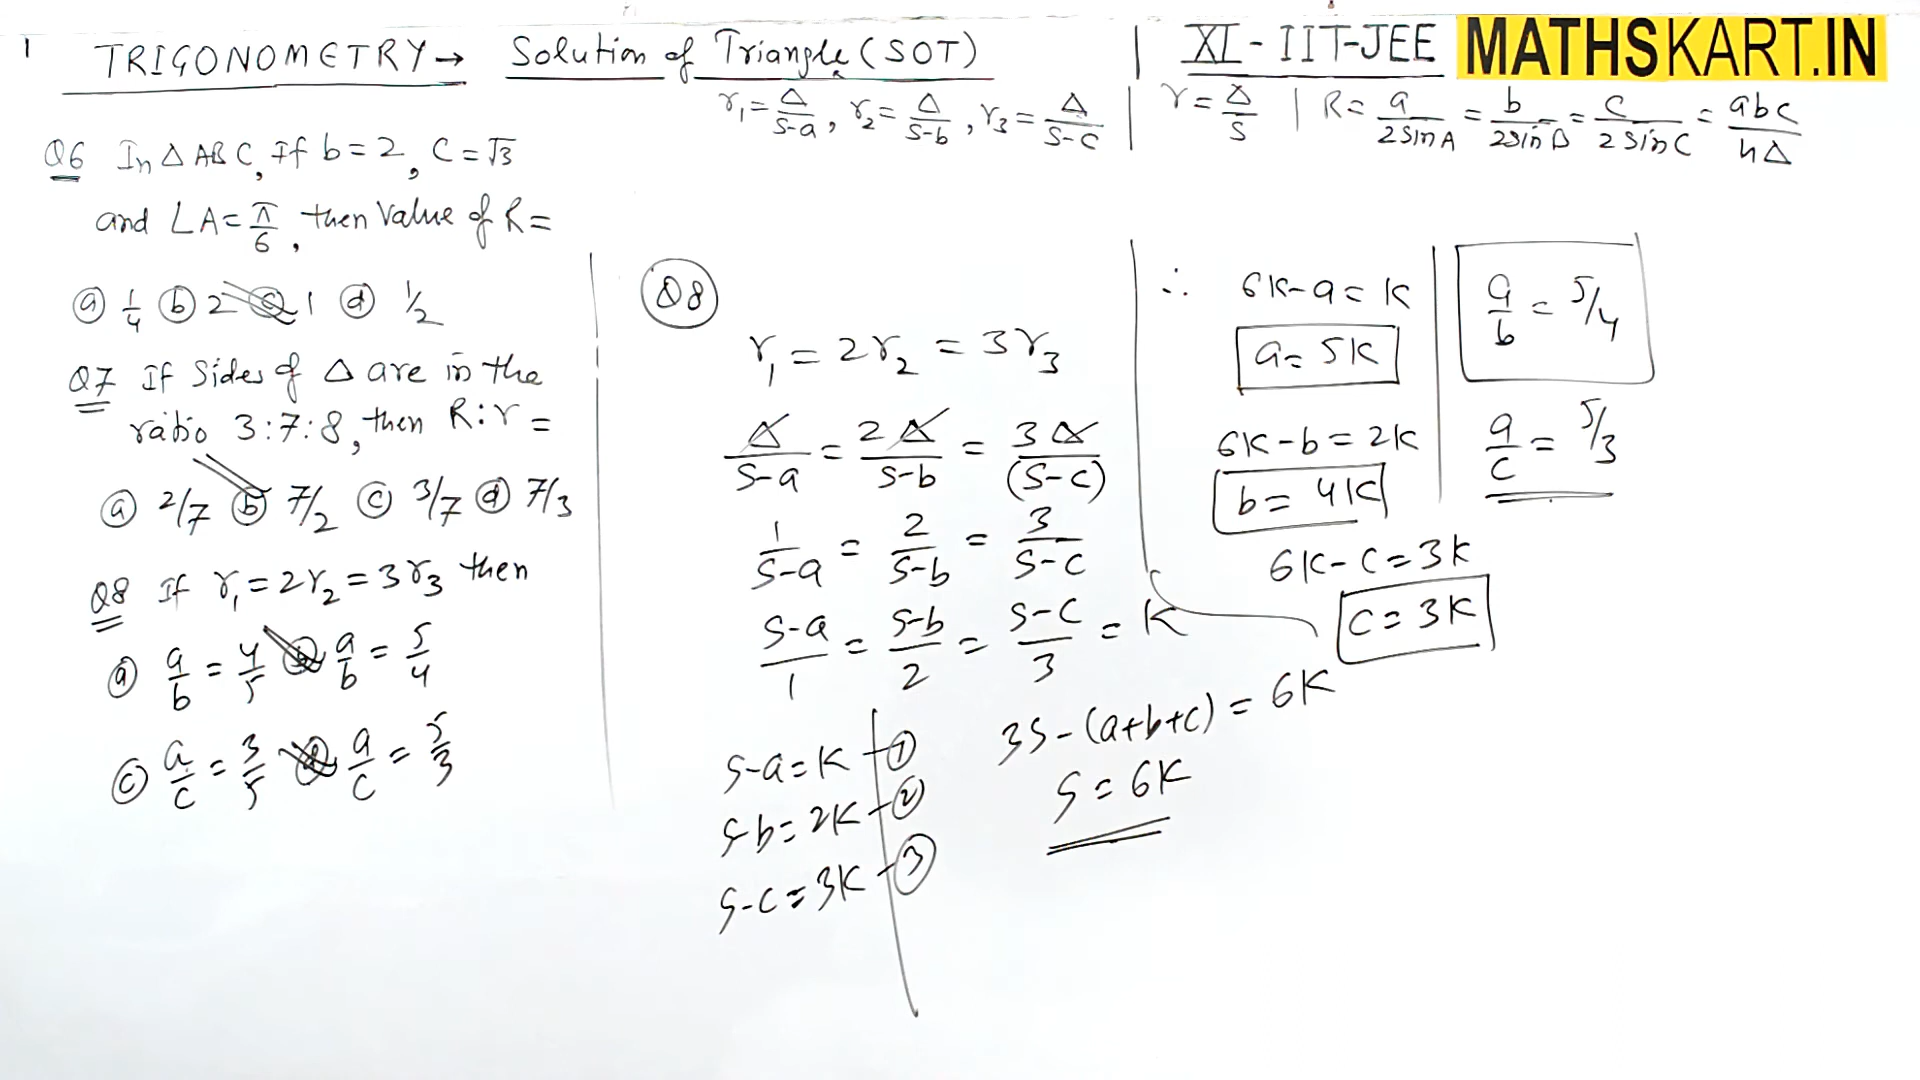 1
TRIGONOMETRY → Solution of Triangle (SOT) | XI - IIT-JEE MATHSKART.IN
r₁ = Δ/(S-a), r₂ = Δ/(S-b), r₃ = Δ/(S-c) | r = Δ/S | R = a/(2sinA) = b/(2sinB) = c/(2sinC) = abc/4Δ
Q6 In Δ ABC, If b = 2, C = √3
and ∠A = π/6, then Value of R =
ⓐ 1/4 ⓑ 2 ⓒ 1 ⓓ 1/2
Q7 If Sides of Δ are in the
ratio 3:7:8, then R:r =
ⓐ 2/7 ⓑ 7/2 ⓒ 3/7 ⓓ 7/3
Q8 If r₁ = 2r₂ = 3r₃ then
ⓐ a/b = 4/5 ⓑ a/b = 5/4
ⓒ a/c = 3/5 ⓓ a/c = 5/3
Q8
r₁ = 2r₂ = 3r₃
Δ/(S-a) = 2Δ/(S-b) = 3Δ/(S-c)
1/(S-a) = 2/(S-b) = 3/(S-c)
(S-a)/1 = (S-b)/2 = (S-c)/3 = K
S-a = K -①
S-b = 2K -②
S-c = 3K -③
3S - (a+b+c) = 6K
S = 6K
∴ 6K-a = K
a = 5K
6K-b = 2K
b = 4K
6K-c = 3K
c = 3K
a/b = 5/4
a/c = 5/3